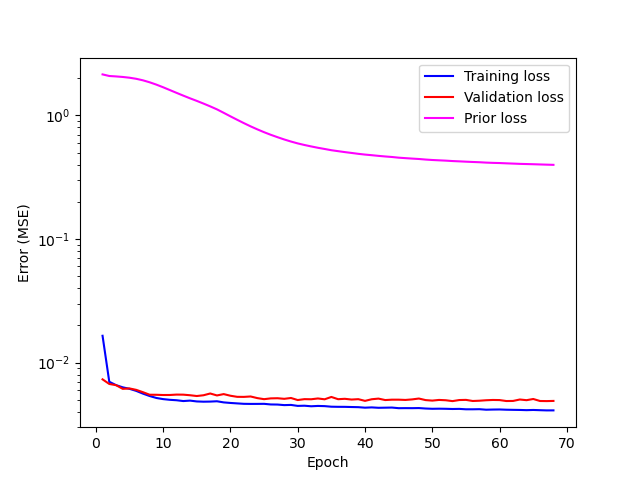 Training loss
Validation loss
Prior loss
10⁰
10⁻¹
10⁻²
Error (MSE)
0 10 20 30 40 50 60 70
Epoch